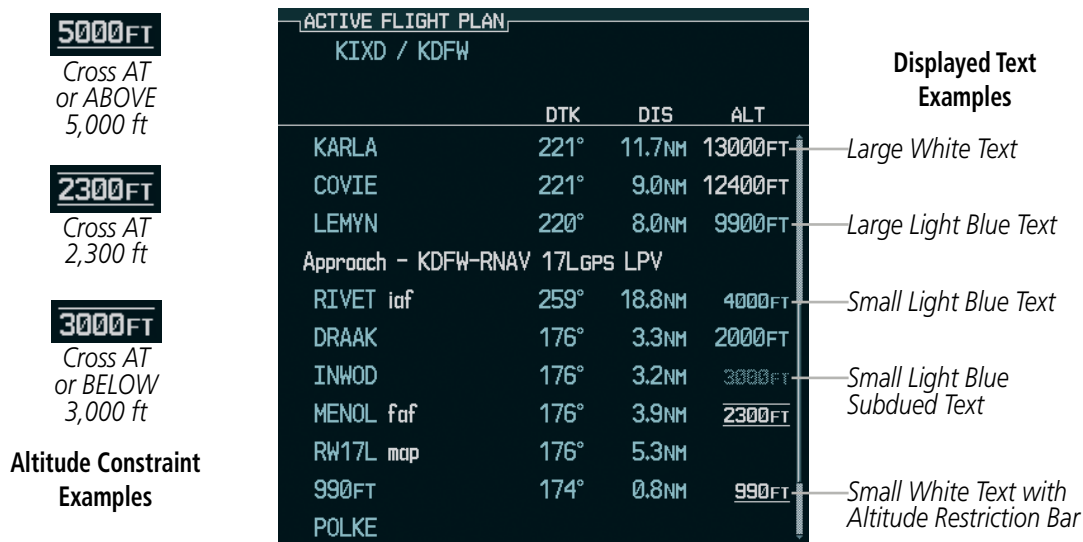 5000FT
Cross AT
or ABOVE
5,000 ft
2300FT
Cross AT
2,300 ft
3000FT
Cross AT
or BELOW
3,000 ft
Altitude Constraint
Examples
ACTIVE FLIGHT PLAN
KIXD / KDFW
DTK DIS ALT
KARLA 221° 11.7NM 13000FT
COVIE 221° 9.0NM 12400FT
LEMYN 220° 8.0NM 9900FT
Approach – KDFW-RNAV 17LGPS LPV
RIVET iaf 259° 18.8NM 4000FT
DRAAK 176° 3.3NM 2000FT
INWOD 176° 3.2NM 3000FT
MENOL faf 176° 3.9NM 2300FT
RW17L map 176° 5.3NM
990FT 174° 0.8NM 990FT
POLKE
Displayed Text
Examples
Large White Text
Large Light Blue Text
Small Light Blue Text
Small Light Blue
Subdued Text
Small White Text with
Altitude Restriction Bar